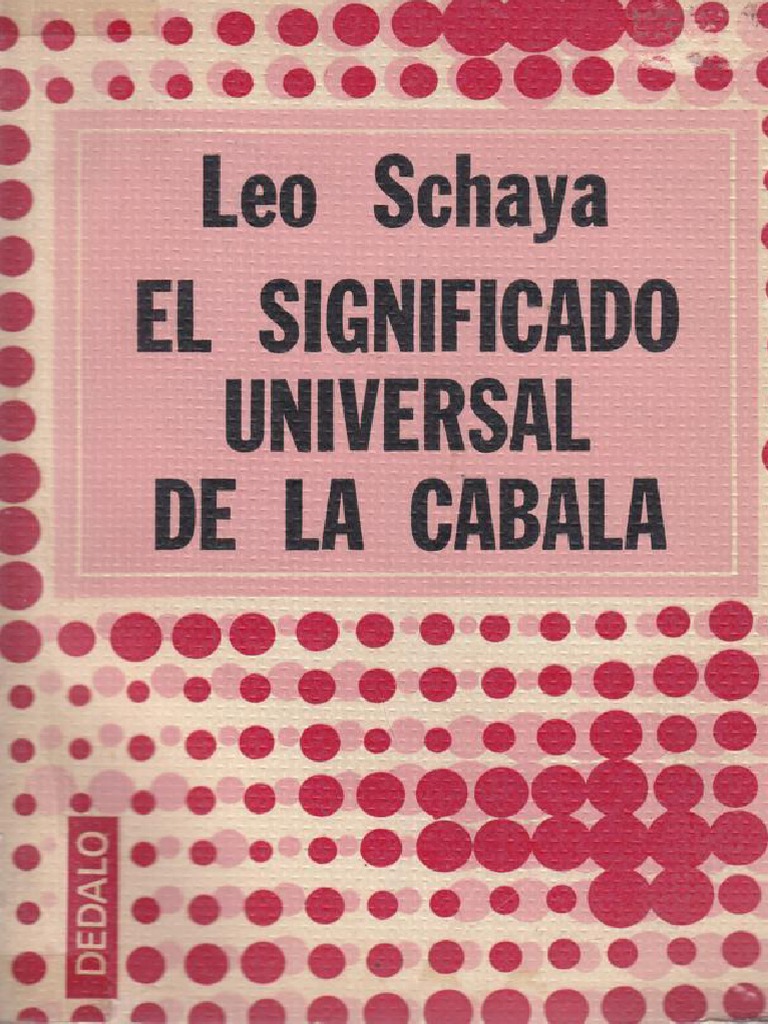 Leo Schaya
EL SIGNIFICADO
UNIVERSAL
DE LA CABALA
DEDALO